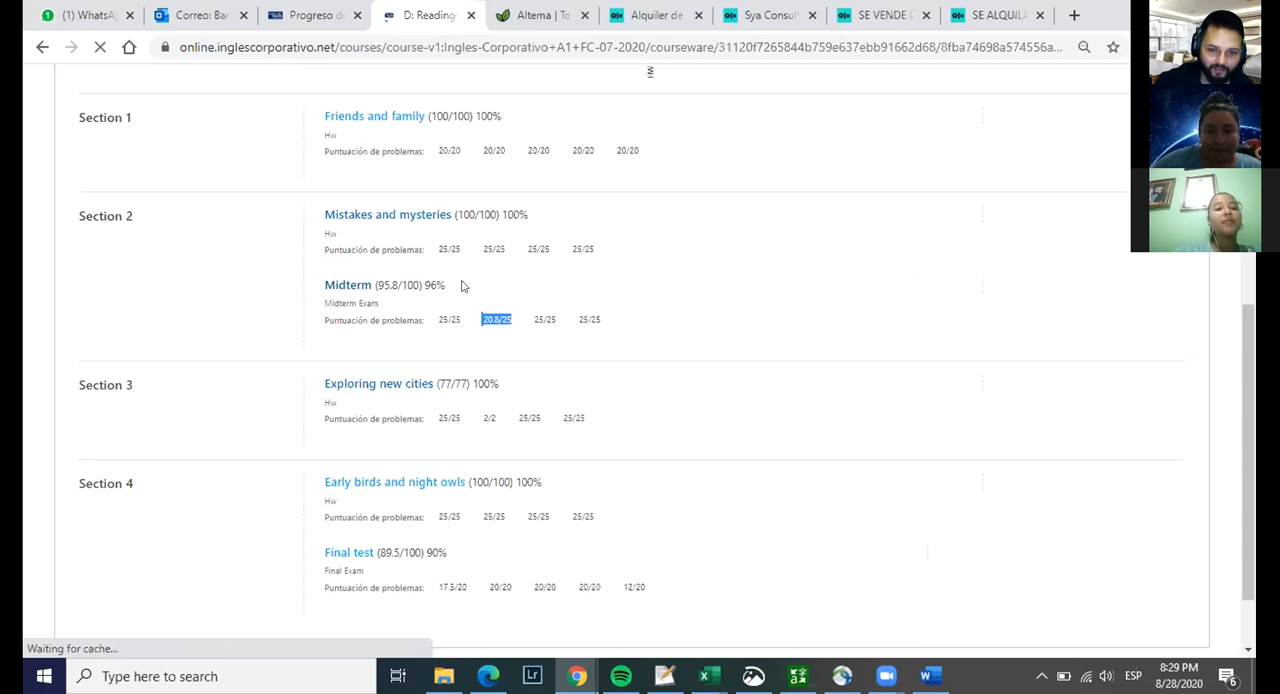 (1) WhatsA
Correo: Bar
Progreso de
D: Reading:
Altema | To
Alquiler de
Sya Consult
SE VENDE C
SE ALQUILA
online.inglescorporativo.net/courses/course-v1:Ingles-Corporativo+A1+FC-07-2020/courseware/31120f7265844b759e637ebb91662d68/8fba74698a574556a...
Section 1
Friends and family (100/100) 100%
Hw
Puntuación de problemas: 20/20 20/20 20/20 20/20 20/20
Section 2
Mistakes and mysteries (100/100) 100%
Hw
Puntuación de problemas: 25/25 25/25 25/25 25/25
Midterm (95.8/100) 96%
Midterm Exam
Puntuación de problemas: 25/25 20.8/25 25/25 25/25
Section 3
Exploring new cities (77/77) 100%
Hw
Puntuación de problemas: 25/25 2/2 25/25 25/25
Section 4
Early birds and night owls (100/100) 100%
Hw
Puntuación de problemas: 25/25 25/25 25/25 25/25
Final test (89.5/100) 90%
Final Exam
Puntuación de problemas: 17.5/20 20/20 20/20 20/20 12/20
Waiting for cache...
Type here to search
ESP
8:29 PM
8/28/2020